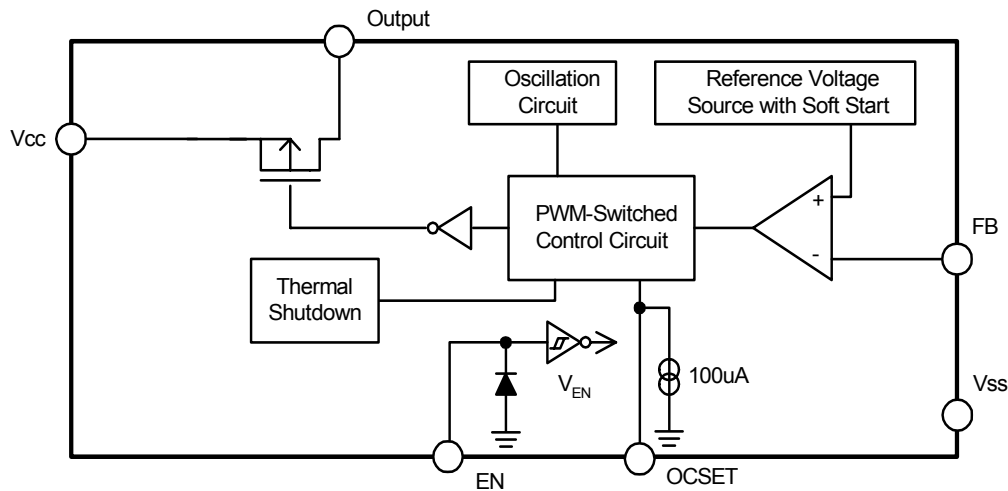 Output
Oscillation
Circuit
Reference Voltage
Source with Soft Start
Vcc
PWM-Switched
Control Circuit
+
-
FB
Thermal
Shutdown
VEN
100uA
Vss
EN
OCSET